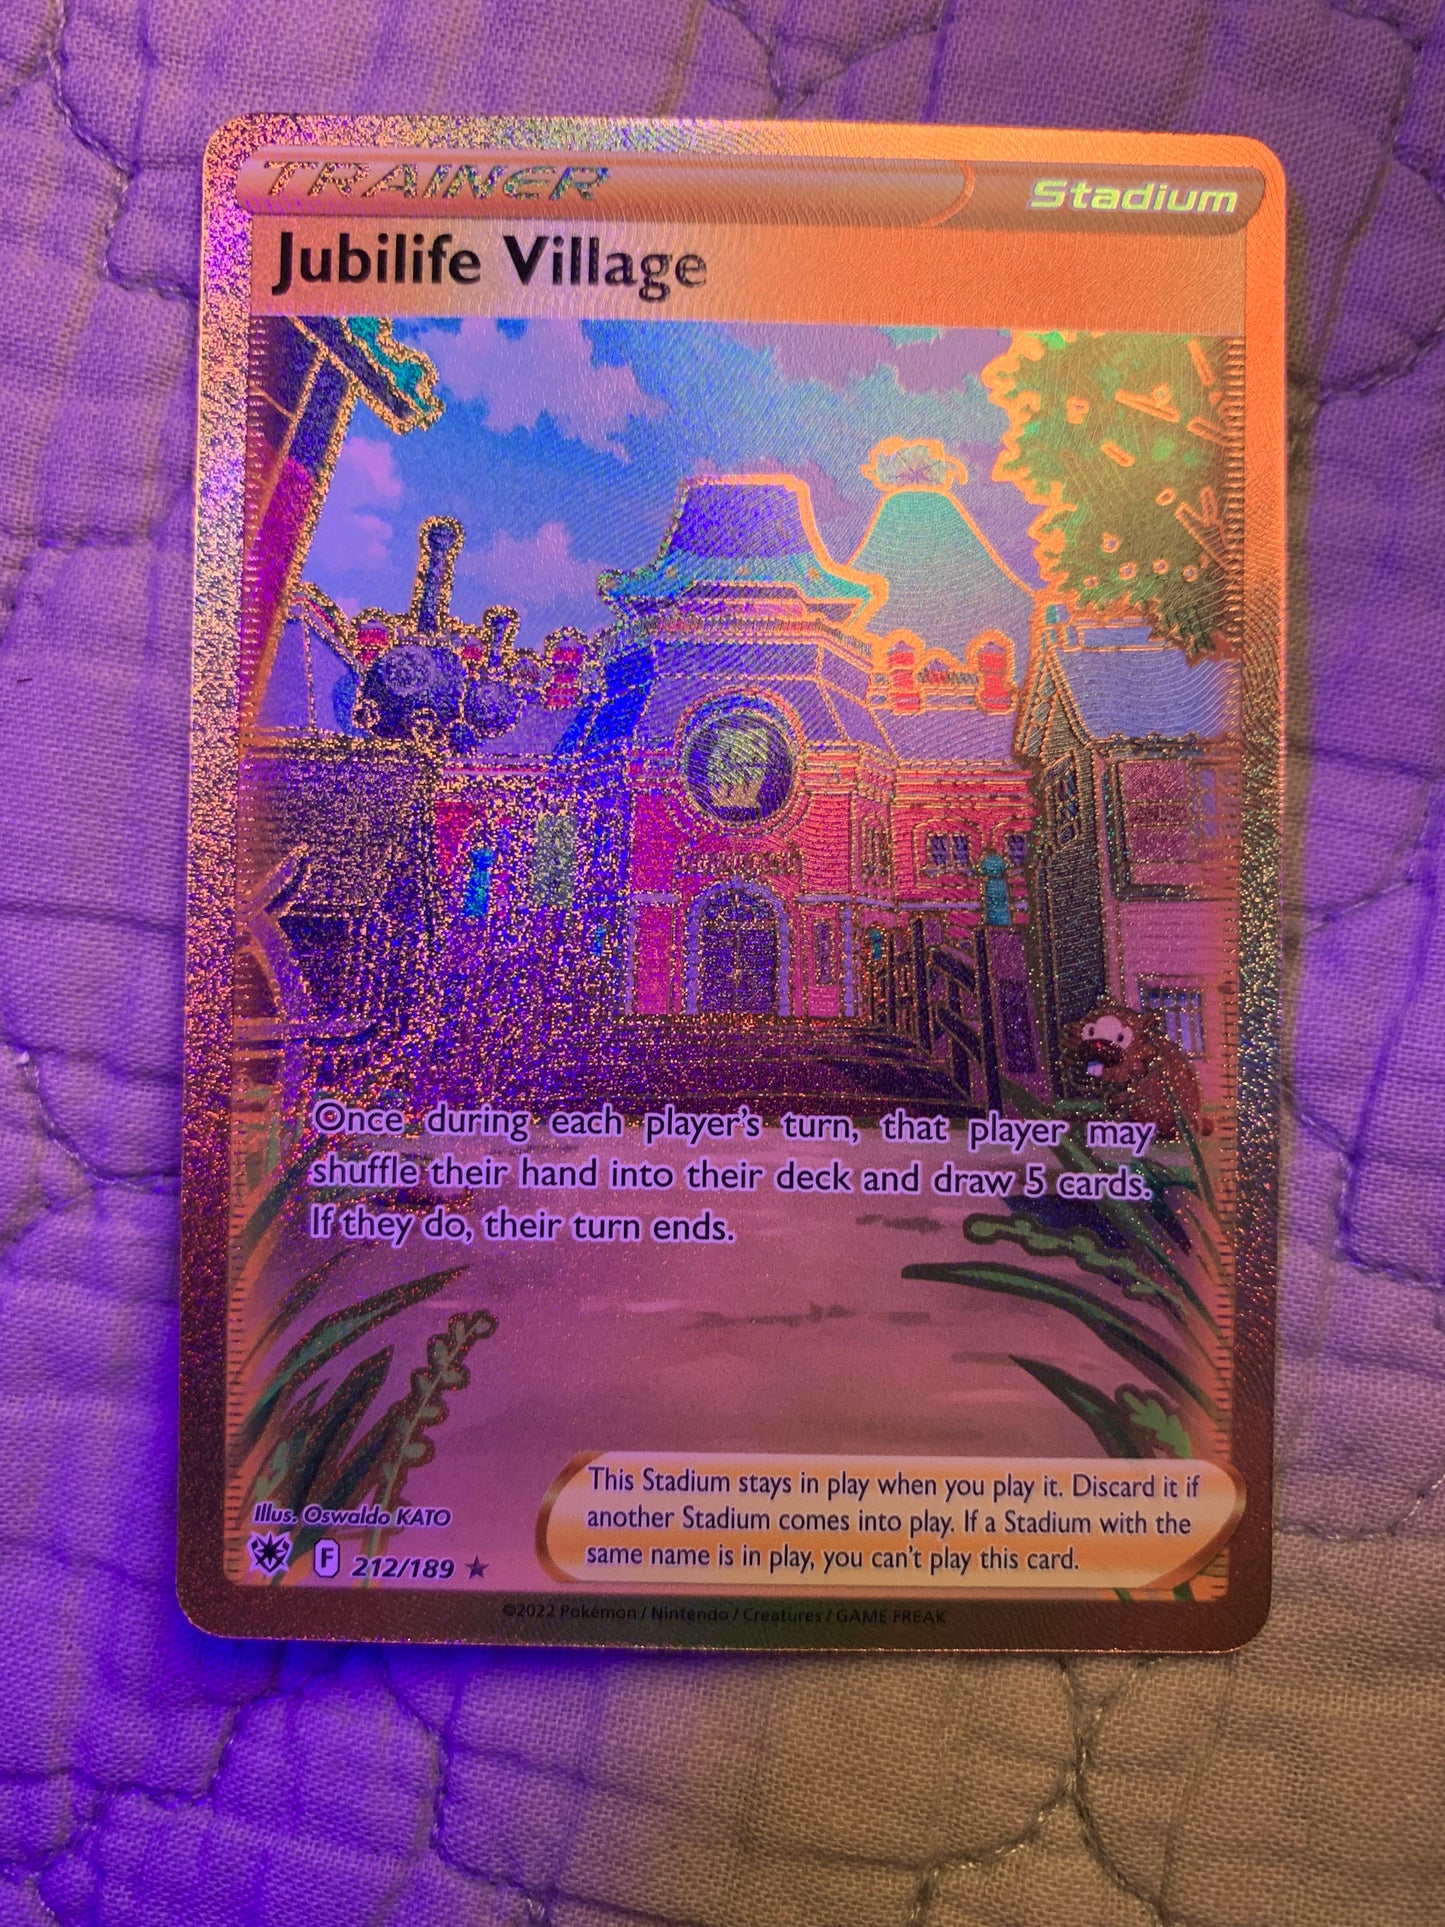 TRAINER
Stadium
Jubilife Village
Once during each player's turn, that player may
shuffle their hand into their deck and draw 5 cards.
If they do, their turn ends.
This Stadium stays in play when you play it. Discard it if
another Stadium comes into play. If a Stadium with the
same name is in play, you can't play this card.
Illus. Oswaldo KATO
F 212/189 ★
©2022 Pokémon / Nintendo / Creatures / GAME FREAK